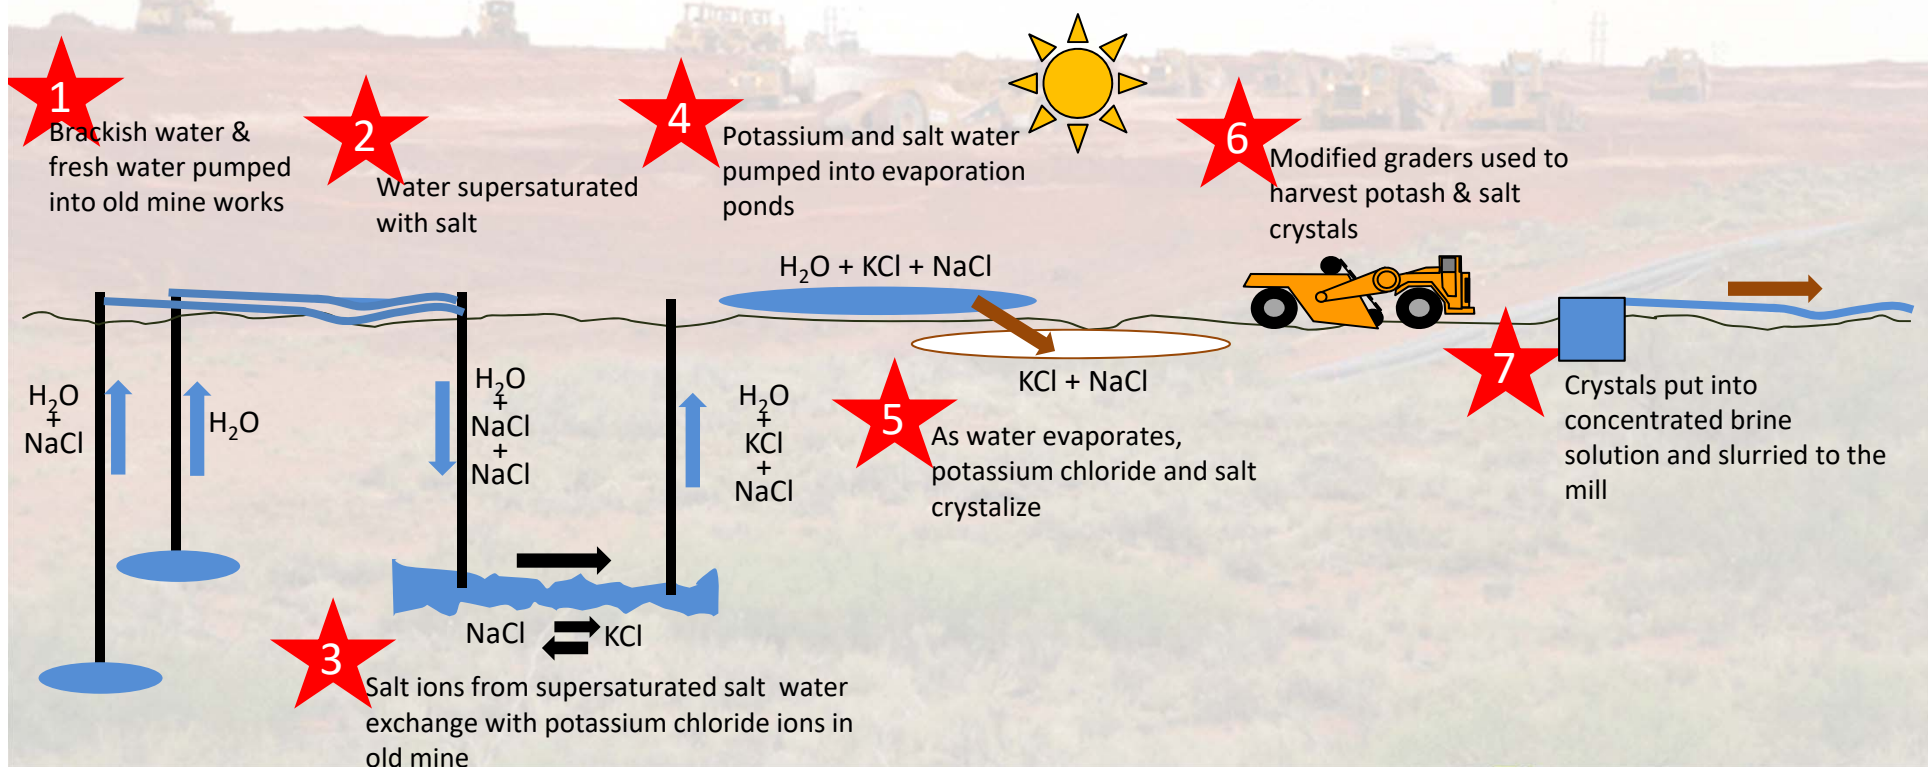 1
Brackish water &
fresh water pumped
into old mine works
2
Water supersaturated
with salt
3
Salt ions from supersaturated salt  water
exchange with potassium chloride ions in
old mine
4
Potassium and salt water
pumped into evaporation
ponds
5
As water evaporates,
potassium chloride and salt
crystalize
6
Modified graders used to
harvest potash & salt
crystals
7
Crystals put into
concentrated brine
solution and slurried to the
mill
H₂O
+
NaCl
H₂O
H₂O
+
NaCl
+
NaCl
NaCl
KCl
H₂O
+
KCl
+
NaCl
H₂O + KCl + NaCl
KCl + NaCl